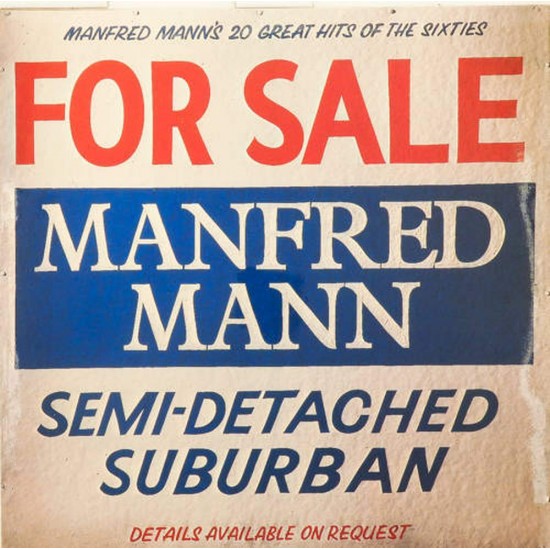 MANFRED MANN'S 20 GREAT HITS OF THE SIXTIES
FOR SALE
MANFRED
MANN
SEMI-DETACHED
SUBURBAN
DETAILS AVAILABLE ON REQUEST